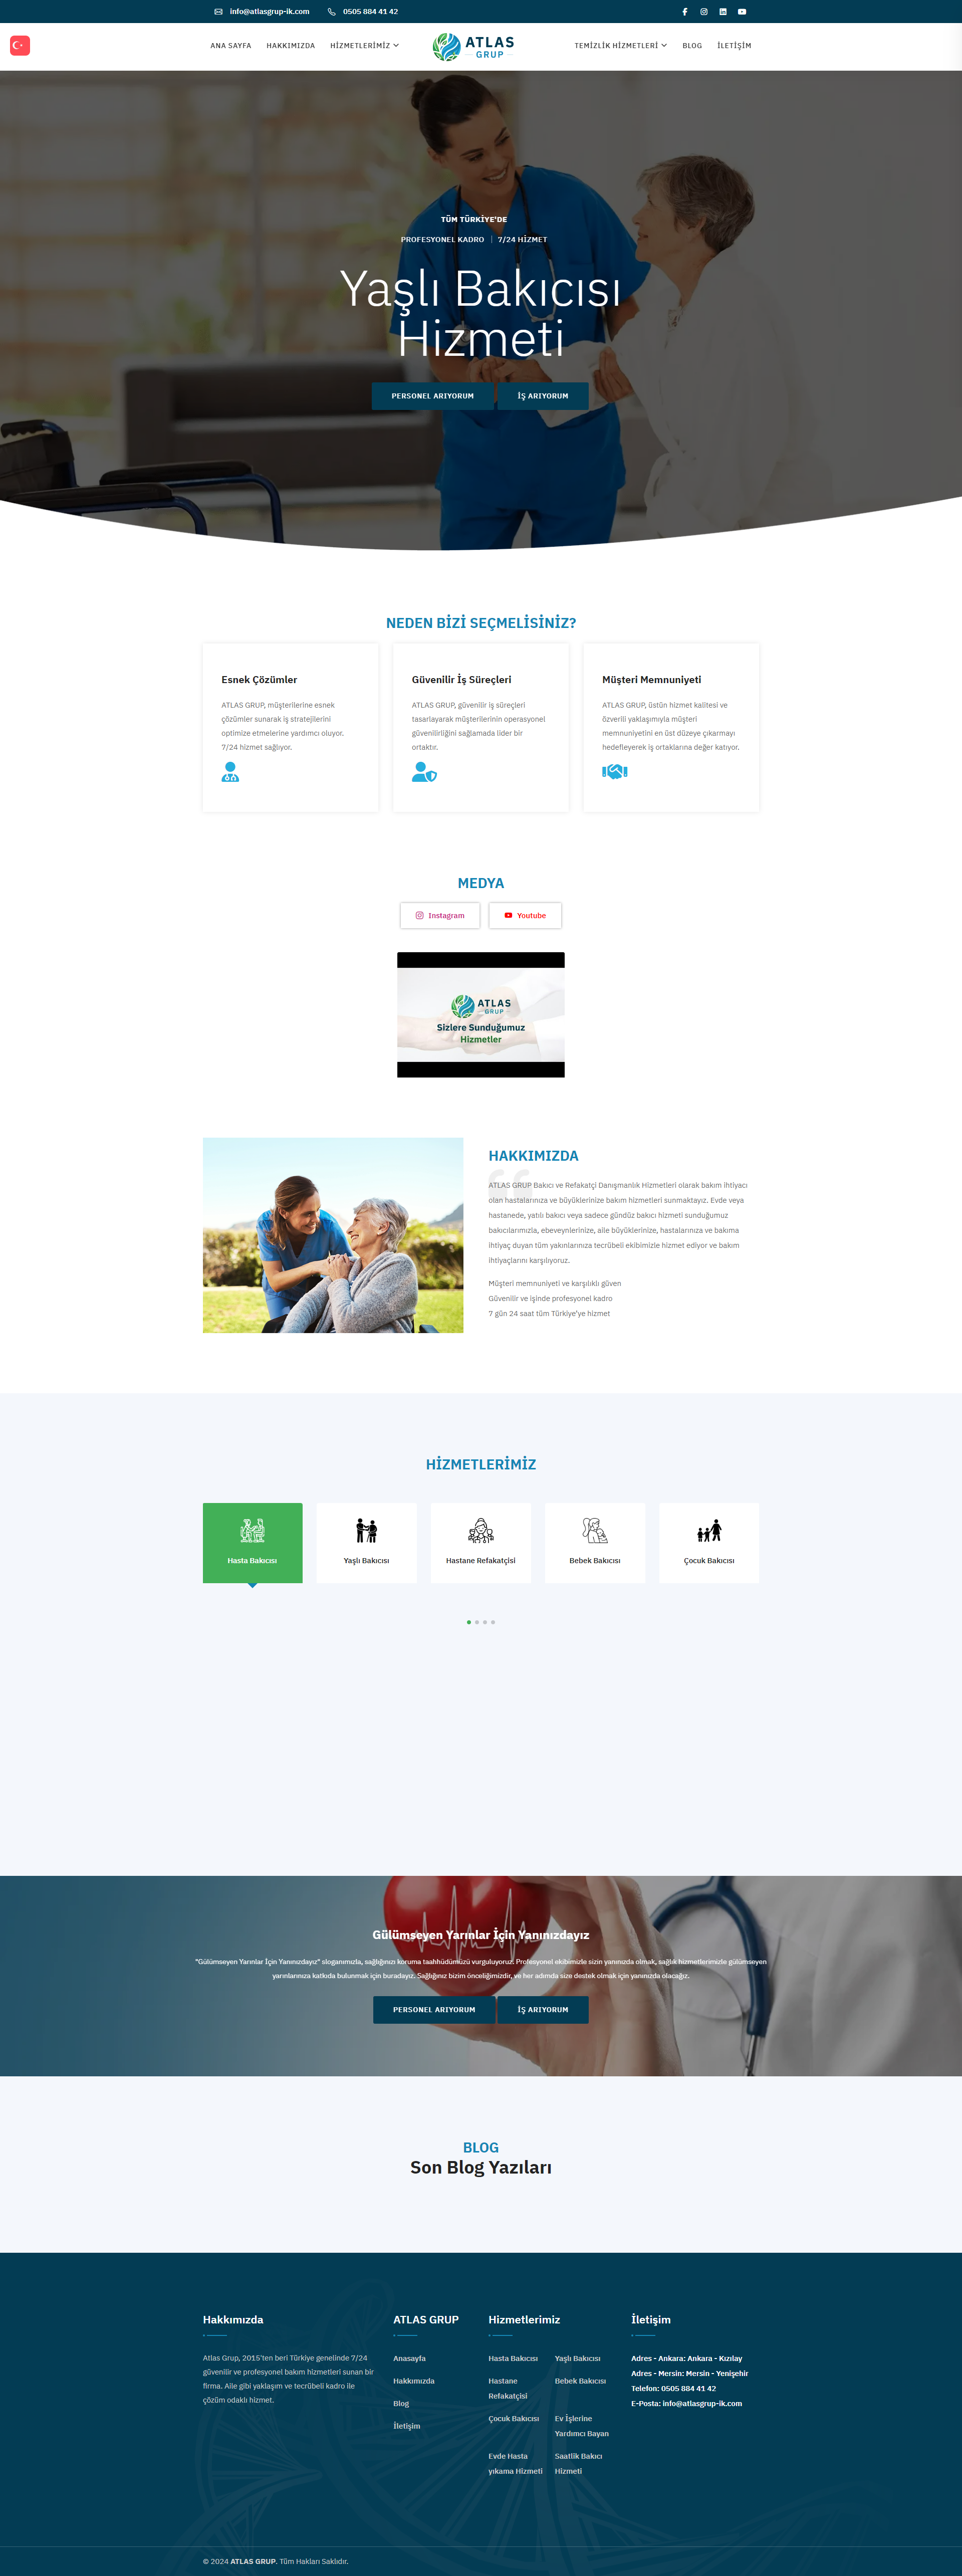 info@atlasgrup-ik.com 0505 884 41 42
ANA SAYFA HAKKIMIZDA HİZMETLERİMİZ ATLAS GRUP TEMİZLİK HİZMETLERİ BLOG İLETİŞİM
TÜM TÜRKİYE'DE
PROFESYONEL KADRO | 7/24 HİZMET
Yaşlı Bakıcısı
Hizmeti
PERSONEL ARIYORUM İŞ ARIYORUM
NEDEN BİZİ SEÇMELİSİNİZ?
Esnek Çözümler
ATLAS GRUP, müşterilerine esnek
çözümler sunarak iş stratejilerini
optimize etmelerine yardımcı oluyor.
7/24 hizmet sağlıyor.
Güvenilir İş Süreçleri
ATLAS GRUP, güvenilir iş süreçleri
tasarlayarak müşterilerinin operasyonel
güvenilirliğini sağlamada lider bir
ortaktır.
Müşteri Memnuniyeti
ATLAS GRUP, üstün hizmet kalitesi ve
özverili yaklaşımıyla müşteri
memnuniyetini en üst düzeye çıkarmayı
hedefleyerek iş ortaklarına değer katıyor.
MEDYA
Instagram Youtube
ATLAS
GRUP
Sizlere Sunduğumuz
Hizmetler
HAKKIMIZDA
ATLAS GRUP Bakıcı ve Refakatçi Danışmanlık Hizmetleri olarak bakım ihtiyacı
olan hastalarınıza ve büyüklerinize bakım hizmetleri sunmaktayız. Evde veya
hastanede, yatılı bakıcı veya sadece gündüz bakıcı hizmeti sunduğumuz
bakıcılarımızla, ebeveynlerinize, aile büyüklerinize, hastalarınıza ve bakıma
ihtiyaç duyan tüm yakınlarınıza tecrübeli ekibimizle hizmet ediyor ve bakım
ihtiyaçlarını karşılıyoruz.
Müşteri memnuniyeti ve karşılıklı güven
Güvenilir ve işinde profesyonel kadro
7 gün 24 saat tüm Türkiye'ye hizmet
HİZMETLERİMİZ
Hasta Bakıcısı Yaşlı Bakıcısı Hastane Refakatçisi Bebek Bakıcısı Çocuk Bakıcısı
Gülümseyen Yarınlar İçin Yanınızdayız
"Gülümseyen Yarınlar İçin Yanınızdayız" sloganımızla, sağlığınızı koruma taahhüdümüzü vurguluyoruz. Profesyonel ekibimizle sizin yanınızda olmak, sağlık hizmetlerimizle gülümseyen
yarınlarınıza katkıda bulunmak için buradayız. Sağlığınız bizim önceliğimizdir, ve her adımda size destek olmak için yanınızda olacağız.
PERSONEL ARIYORUM İŞ ARIYORUM
BLOG
Son Blog Yazıları
Hakkımızda
Atlas Grup, 2015'ten beri Türkiye genelinde 7/24
güvenilir ve profesyonel bakım hizmetleri sunan bir
firma. Aile gibi yaklaşım ve tecrübeli kadro ile
çözüm odaklı hizmet.
ATLAS GRUP
Anasayfa
Hakkımızda
Blog
İletişim
Hizmetlerimiz
Hasta Bakıcısı Yaşlı Bakıcısı
Hastane Bebek Bakıcısı
Refakatçisi
Çocuk Bakıcısı Ev İşlerine
Yardımcı Bayan
Evde Hasta Saatlik Bakıcı
yıkama Hizmeti Hizmeti
İletişim
Adres - Ankara: Ankara - Kızılay
Adres - Mersin: Mersin - Yenişehir
Telefon: 0505 884 41 42
E-Posta: info@atlasgrup-ik.com
© 2024 ATLAS GRUP. Tüm Hakları Saklıdır.